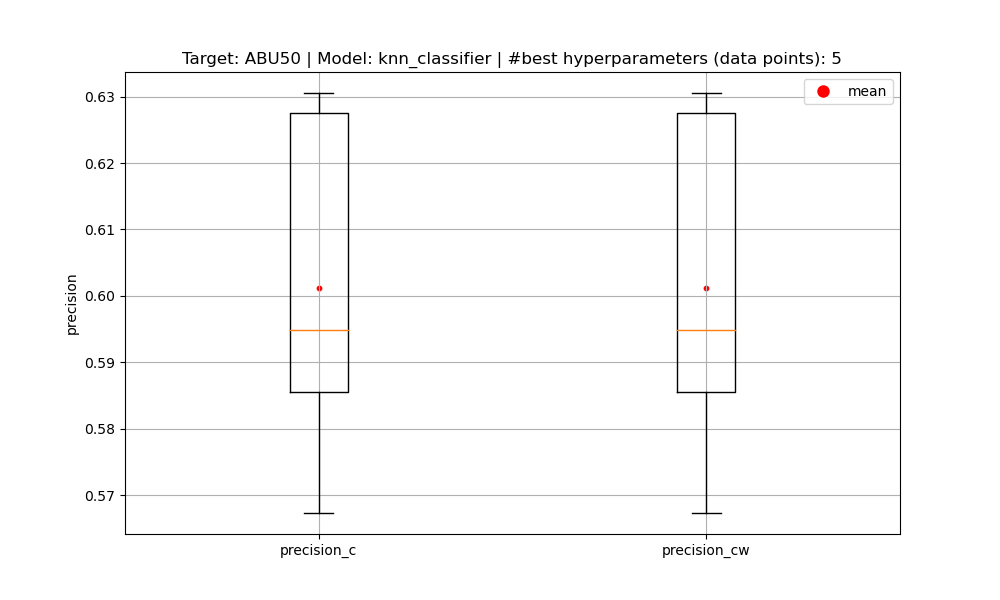 Target: ABU50 | Model: knn_classifier | #best hyperparameters (data points): 5
mean
0.63
0.62
0.61
0.60
0.59
0.58
0.57
precision
precision_c
precision_cw